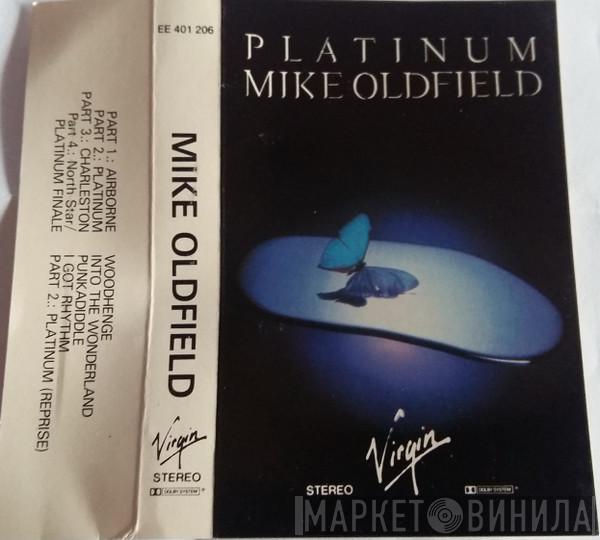 PART 1.: AIRBORNE
PART 2.: PLATINUM
PART 3.: CHARLESTON
Part 4.: North Star/
PLATINUM FINALE
WOODHENGE
INTO THE WONDERLAND
PUNKADIDDLE
I GOT RHYTHM
PART 2.: PLATINUM (REPRISE)
EE 401 206
MIKE OLDFIELD
Virgin
STEREO
DOLBY SYSTEM
PLATINUM
MIKE OLDFIELD
Virgin
STEREO
DOLBY SYSTEM
МАРКЕТ ВИНИЛА